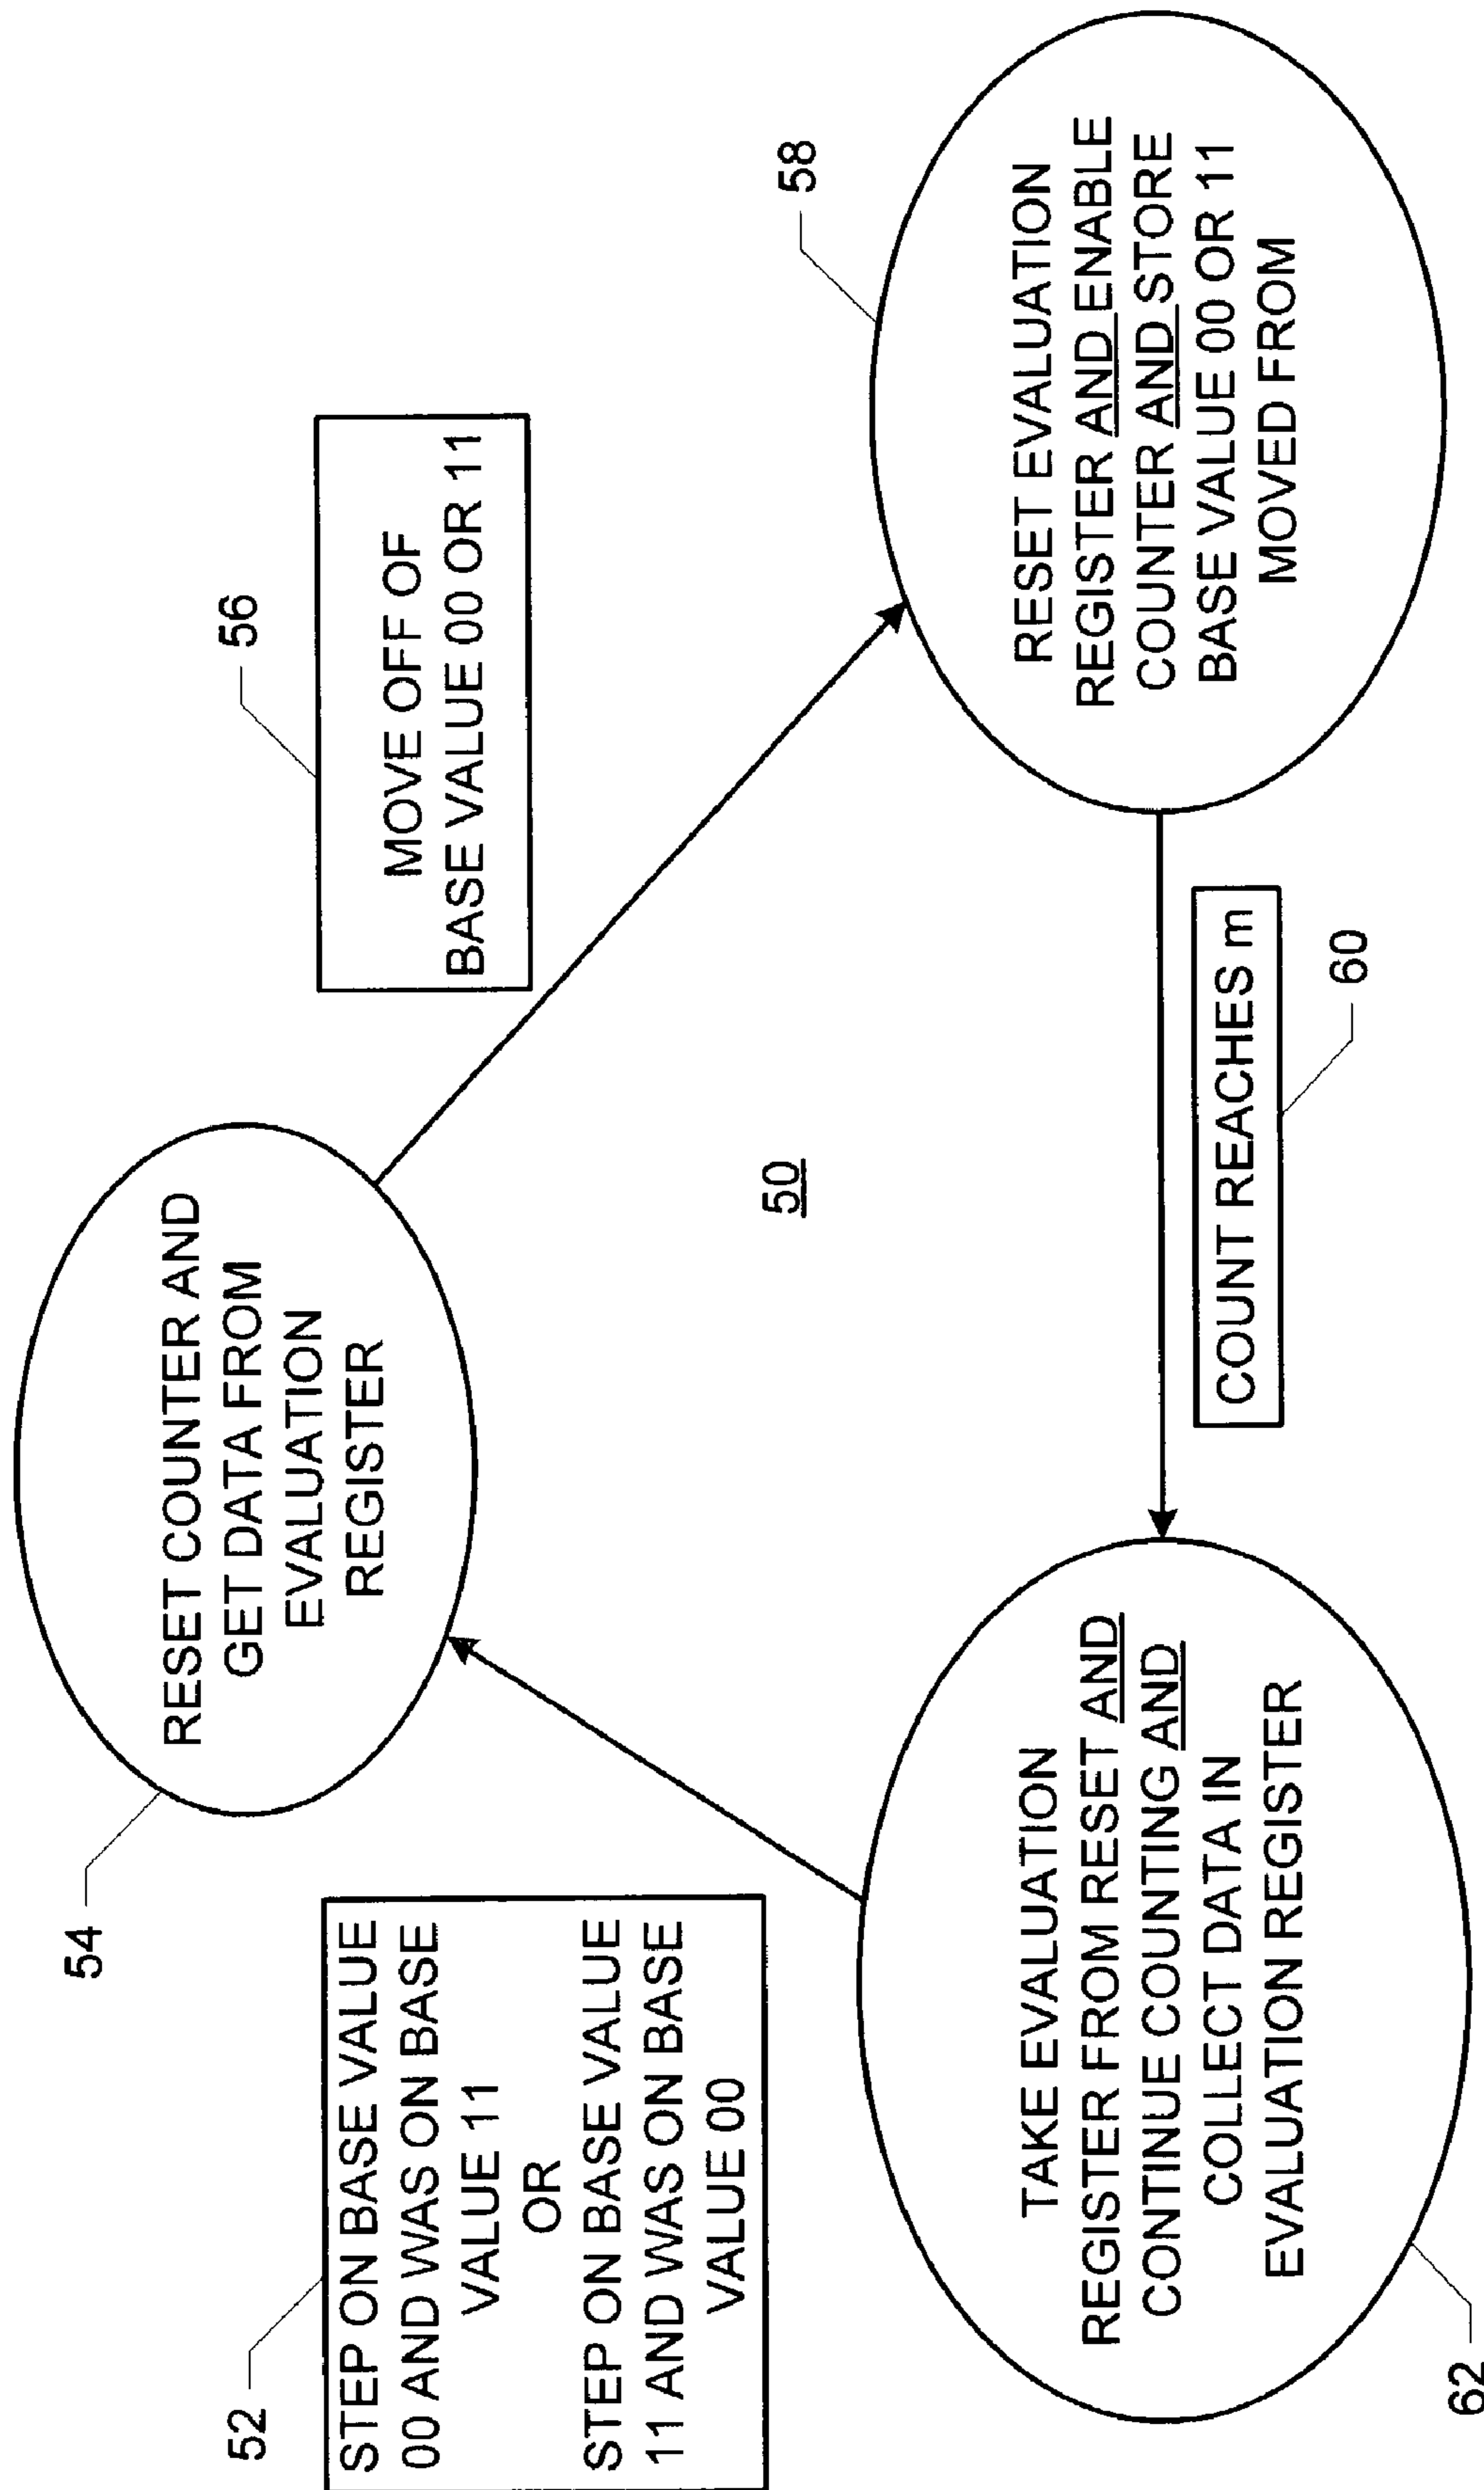 52
STEP ON BASE VALUE
00 AND WAS ON BASE
VALUE 11
OR
STEP ON BASE VALUE
11 AND WAS ON BASE
VALUE 00
54
RESET COUNTER AND
GET DATA FROM
EVALUATION
REGISTER
56
MOVE OFF OF
BASE VALUE 00 OR 11
50
62
TAKE EVALUATION
REGISTER FROM RESET AND
CONTINUE COUNTING AND
COLLECT DATA IN
EVALUATION REGISTER
COUNT REACHES m
60
58
RESET EVALUATION
REGISTER AND ENABLE
COUNTER AND STORE
BASE VALUE 00 OR 11
MOVED FROM